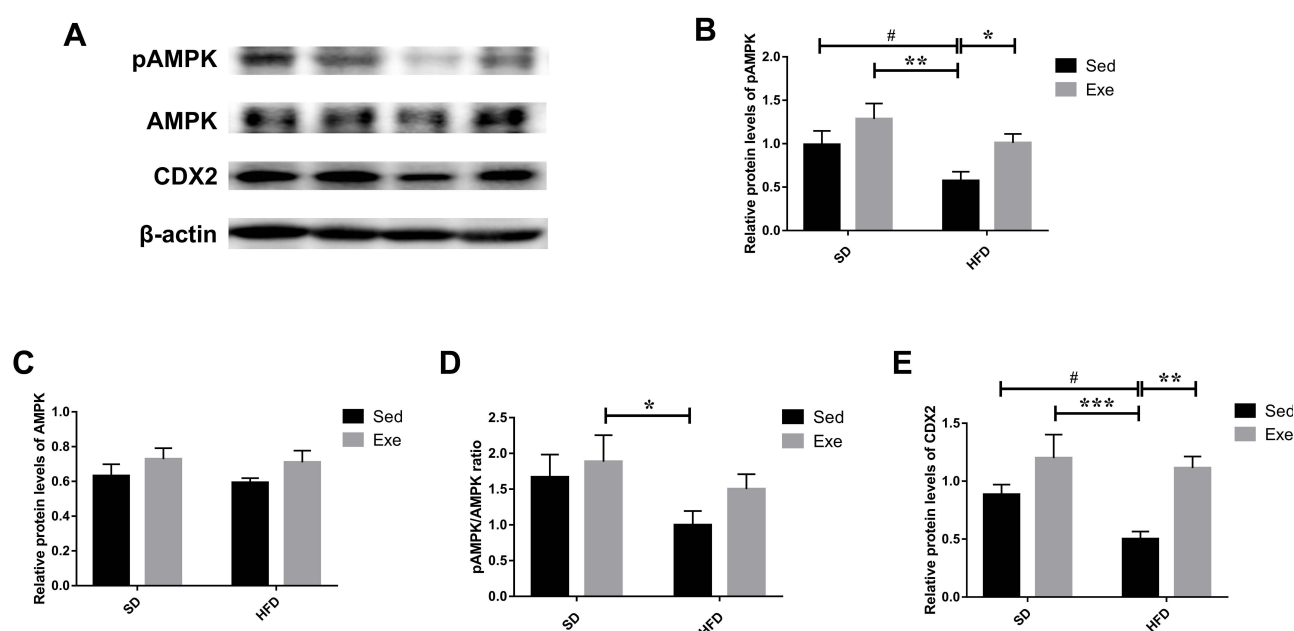 A
pAMPK
AMPK
CDX2
β-actin
B
Relative protein levels of pAMPK
2.0
1.5
1.0
0.5
0.0
#
*
**
SD
HFD
Sed
Exe
C
Relative protein levels of AMPK
1.0
0.8
0.6
0.4
0.2
0.0
SD
HFD
Sed
Exe
D
pAMPK/AMPK ratio
2.5
2.0
1.5
1.0
0.5
0.0
*
SD
HFD
Sed
Exe
E
Relative protein levels of CDX2
1.5
1.0
0.5
0.0
#
**
***
SD
HFD
Sed
Exe